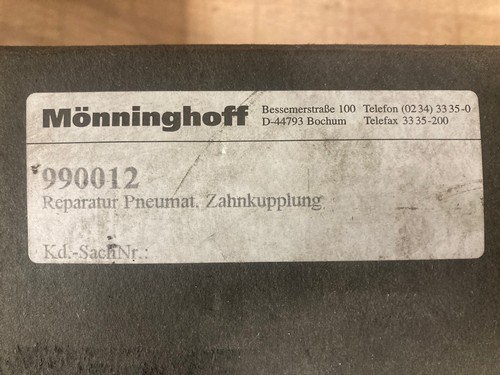 Mönninghoff
Bessemerstraße 100 Telefon (0234) 3335-0
D-44793 Bochum Telefax 3335-200
990012
Reparatur Pneumat. Zahnkupplung
Kd.-SachNr.: